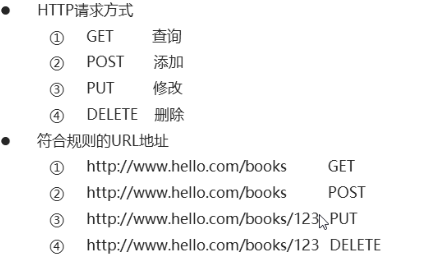 ● HTTP请求方式
① GET 查询
② POST 添加
③ PUT 修改
④ DELETE 删除
● 符合规则的URL地址
① http://www.hello.com/books GET
② http://www.hello.com/books POST
③ http://www.hello.com/books/123 PUT
④ http://www.hello.com/books/123 DELETE